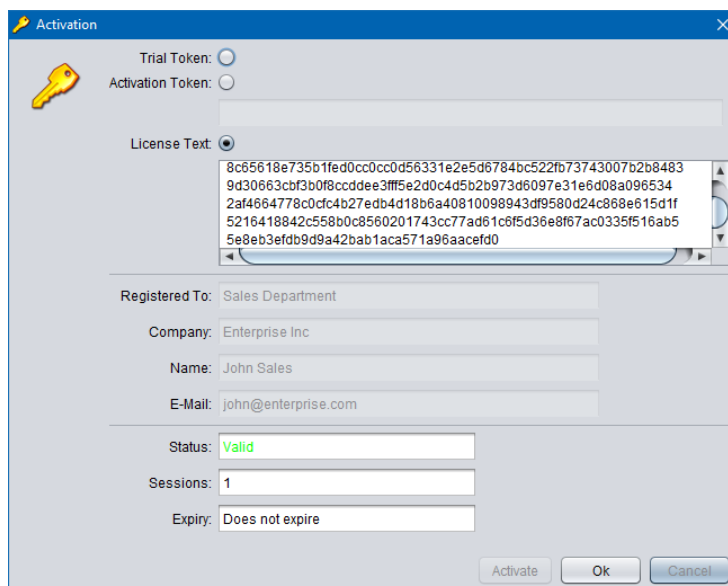 Activation
Trial Token:
Activation Token:
License Text:
8c65618e735b1fed0cc0cc0d56331e2e5d6784bc522fb73743007b2b8483
9d30663cbf3b0f8ccddee3fff5e2d0c4d5b2b973d6097e31e6d08a096534
2af4664778c0cfc4b27edb4d18b6a40810098943df9580d24c868e615d1f
5216418842c558b0c8560201743cc77ad61c6f5d36e8f67ac0335f516ab5
5e8eb3efdb9d9a42bab1aca571a96aacefd0
Registered To: Sales Department
Company: Enterprise Inc
Name: John Sales
E-Mail: john@enterprise.com
Status: Valid
Sessions: 1
Expiry: Does not expire
Activate Ok Cancel